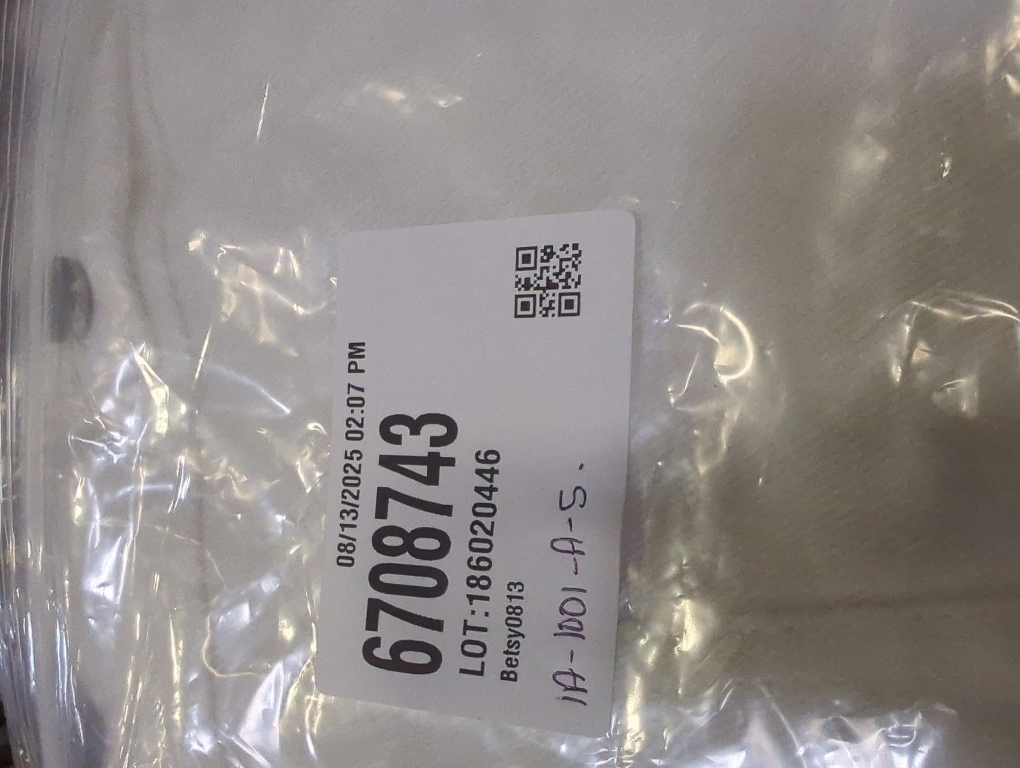 08/13/2025 02:07 PM
6708743
LOT:186020446
Betsy0813
1A-1001-A-5.